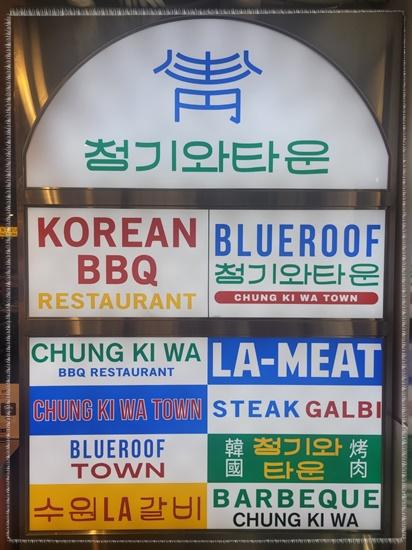 청기와타운
KOREAN
BBQ
RESTAURANT
BLUEROOF
청기와타운
CHUNG KI WA TOWN
CHUNG KI WA
BBQ RESTAURANT
LA-MEAT
CHUNG KI WA TOWN
STEAK GALBI
BLUEROOF
TOWN
韓國
청기와
타운
烤肉
수원LA갈비
BARBEQUE
CHUNG KI WA